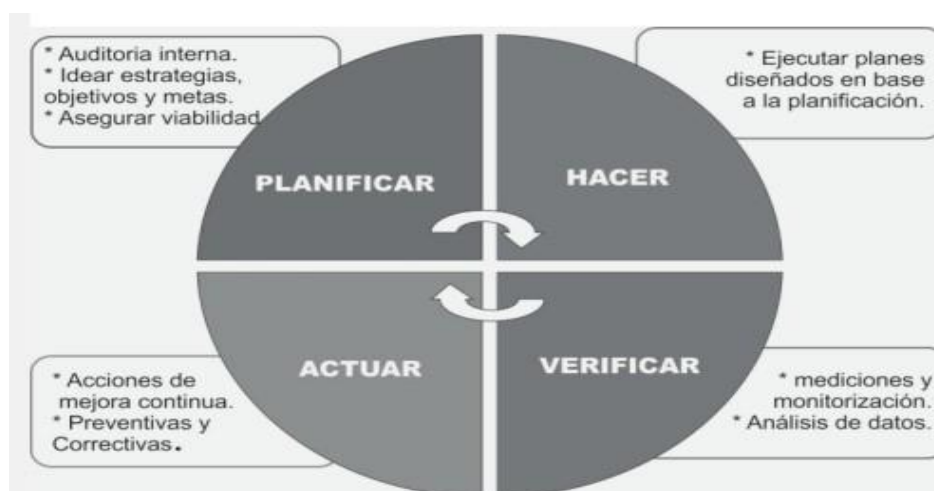 * Auditoria interna.
* Idear estrategias,
objetivos y metas.
* Asegurar viabilidad
* Ejecutar planes
diseñados en base
a la planificación.
PLANIFICAR
HACER
ACTUAR
VERIFICAR
* Acciones de
mejora continua.
* Preventivas y
Correctivas.
* mediciones y
monitorización.
* Análisis de datos.